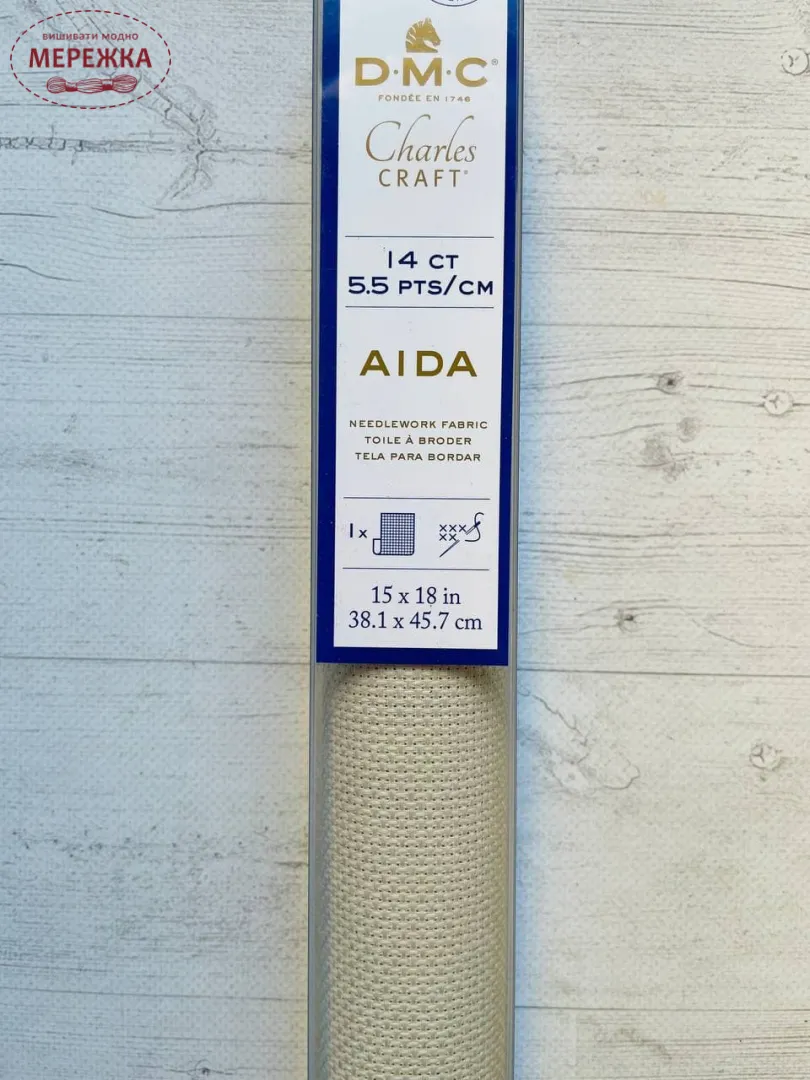 вишивати модно
МЕРЕЖКА
D·M·C®
FONDÉE EN 1746
Charles
CRAFT®
14 CT
5.5 PTS/CM
AIDA
NEEDLEWORK FABRIC
TOILE À BRODER
TELA PARA BORDAR
1 x
15 x 18 in
38.1 x 45.7 cm